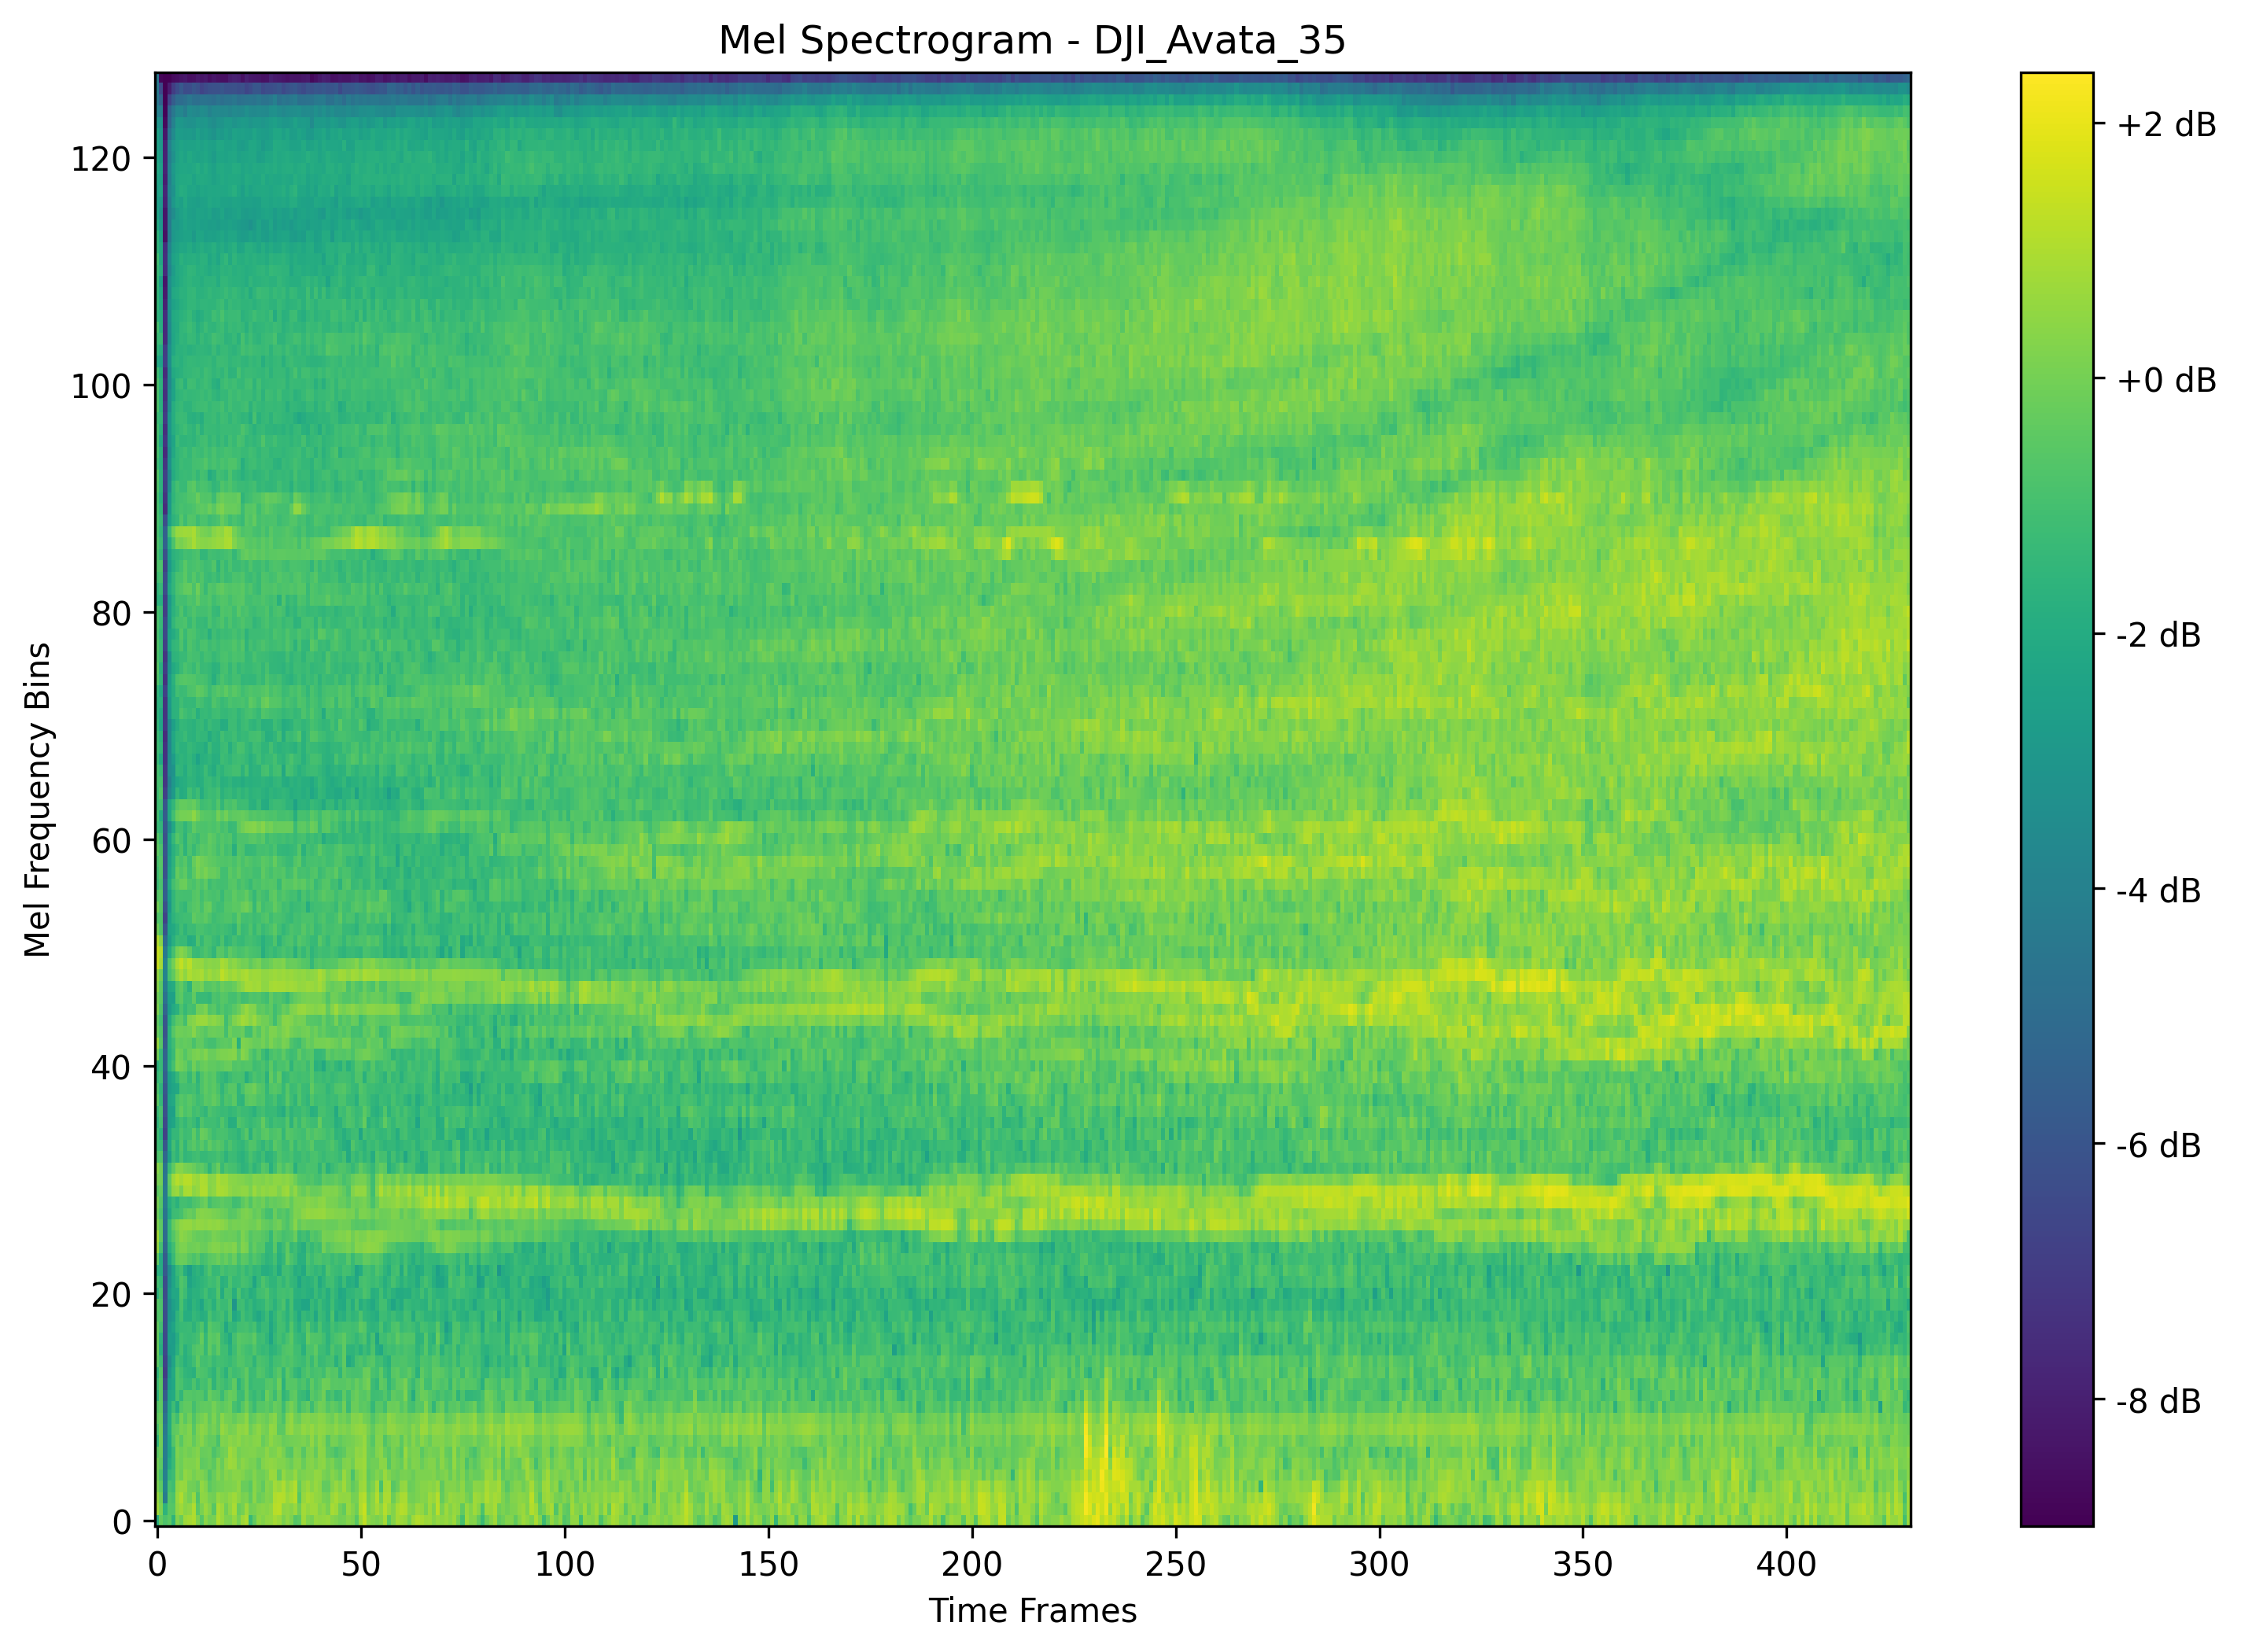 Mel Spectrogram - DJI_Avata_35
Mel Frequency Bins
120
100
80
60
40
20
0
0 50 100 150 200 250 300 350 400
Time Frames
+2 dB
+0 dB
-2 dB
-4 dB
-6 dB
-8 dB